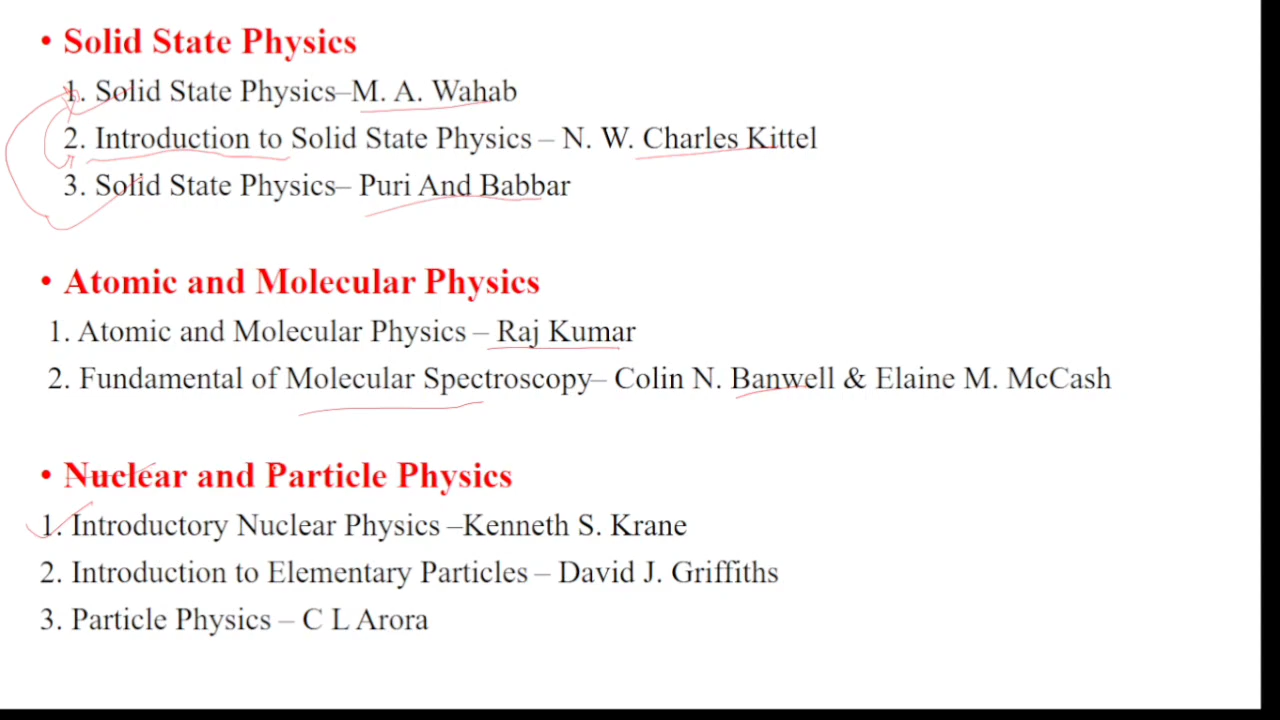 • Solid State Physics
1. Solid State Physics–M. A. Wahab
2. Introduction to Solid State Physics – N. W. Charles Kittel
3. Solid State Physics– Puri And Babbar
• Atomic and Molecular Physics
1. Atomic and Molecular Physics – Raj Kumar
2. Fundamental of Molecular Spectroscopy– Colin N. Banwell & Elaine M. McCash
• Nuclear and Particle Physics
1. Introductory Nuclear Physics –Kenneth S. Krane
2. Introduction to Elementary Particles – David J. Griffiths
3. Particle Physics – C L Arora